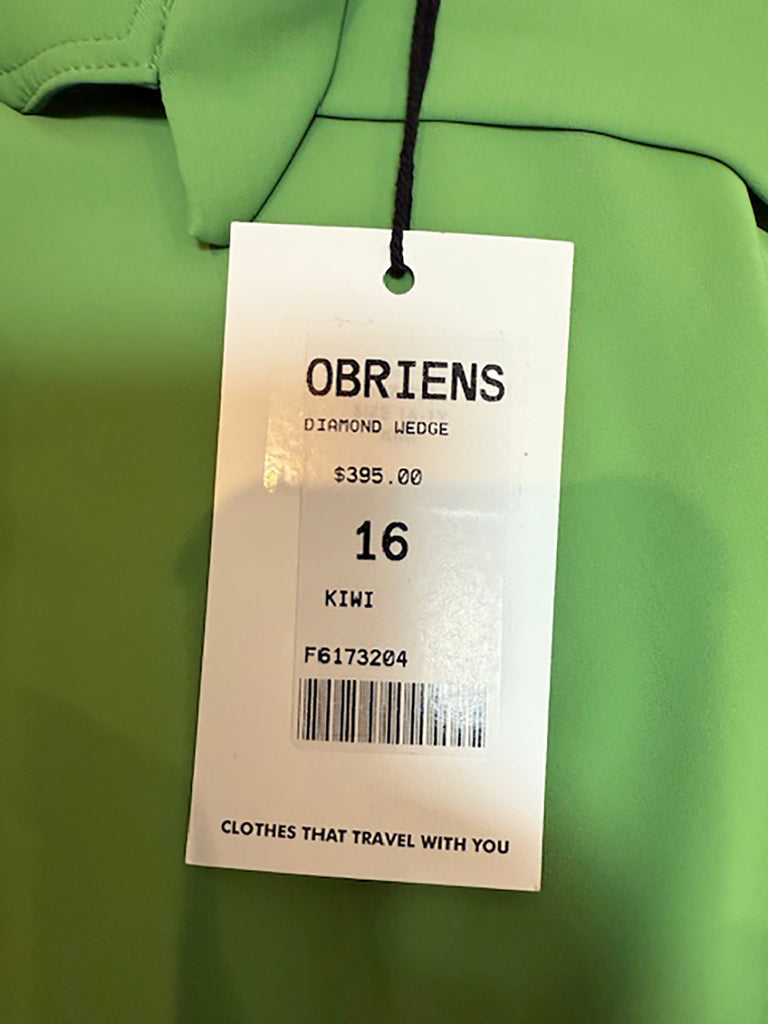 OBRIENS
DIAMOND WEDGE
$395.00
16
KIWI
F6173204
CLOTHES THAT TRAVEL WITH YOU